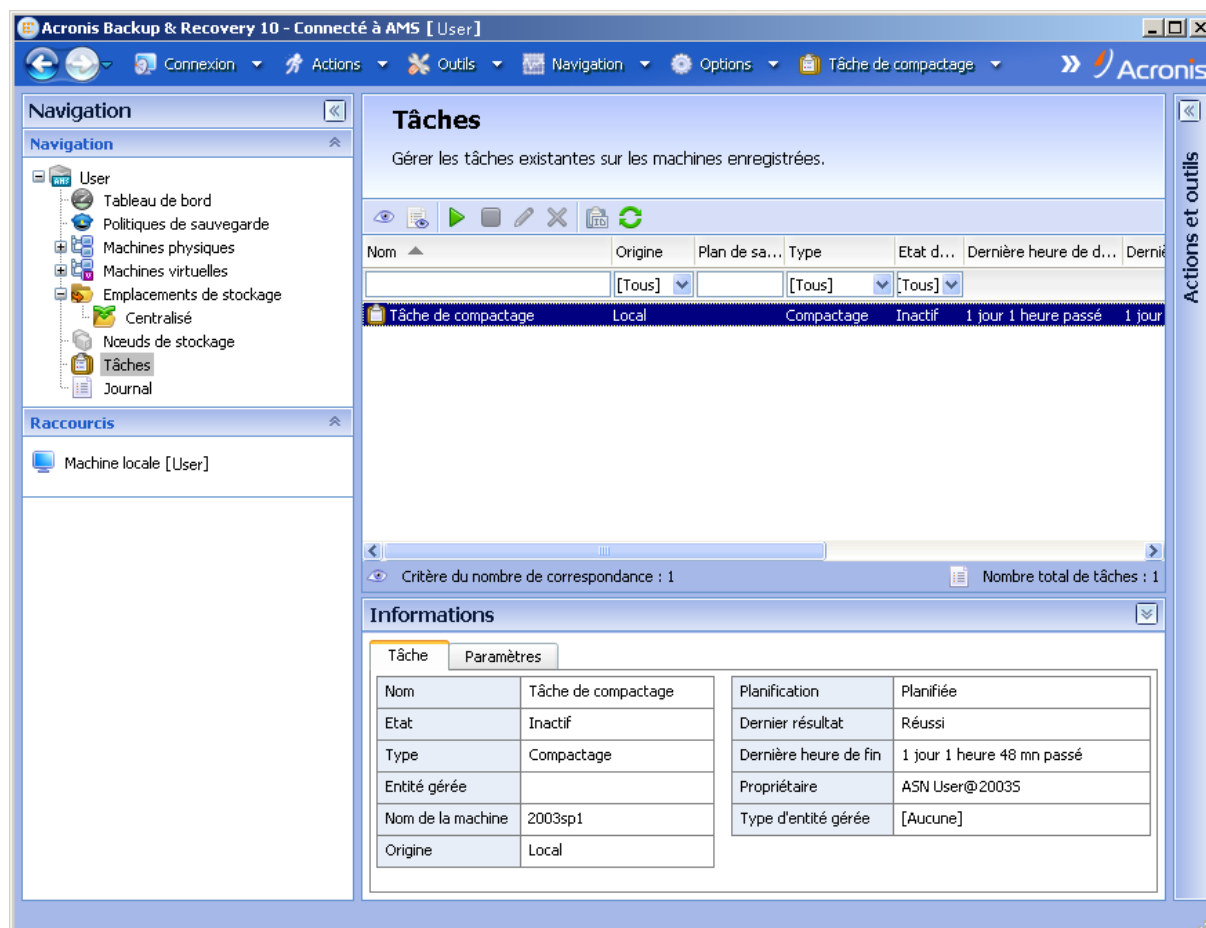 Acronis Backup & Recovery 10 - Connecté à AMS [User]
Connexion Actions Outils Navigation Options Tâche de compactage Acronis
Navigation
Navigation
User
Tableau de bord
Politiques de sauvegarde
Machines physiques
Machines virtuelles
Emplacements de stockage
Centralisé
Nœuds de stockage
Tâches
Journal
Raccourcis
Machine locale [User]
Tâches
Gérer les tâches existantes sur les machines enregistrées.
Nom Origine Plan de sa... Type Etat d... Dernière heure de d... Derniè
[Tous] [Tous] [Tous]
Tâche de compactage Local Compactage Inactif 1 jour 1 heure passé 1 jour
Critère du nombre de correspondance : 1 Nombre total de tâches : 1
Informations
Tâche Paramètres
Nom Tâche de compactage Planification Planifiée
Etat Inactif Dernier résultat Réussi
Type Compactage Dernière heure de fin 1 jour 1 heure 48 mn passé
Entité gérée Propriétaire ASN User@2003S
Nom de la machine 2003sp1 Type d'entité gérée [Aucune]
Origine Local
Actions et outils